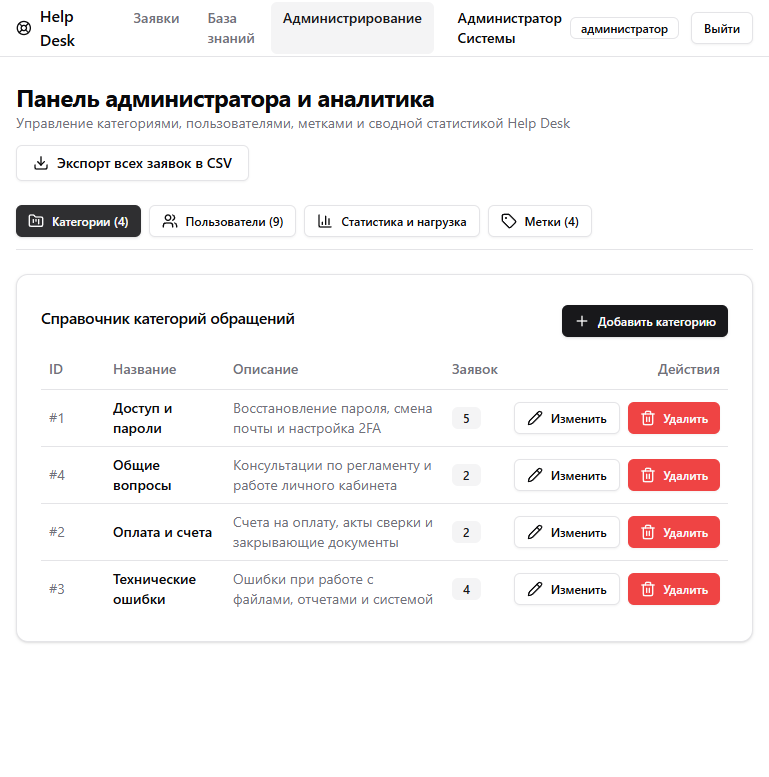 Help
Desk
Заявки
База
знаний
Администрирование
Администратор
Системы
администратор
Выйти
Панель администратора и аналитика
Управление категориями, пользователями, метками и сводной статистикой Help Desk
Экспорт всех заявок в CSV
Категории (4)
Пользователи (9)
Статистика и нагрузка
Метки (4)
Справочник категорий обращений
Добавить категорию
ID Название Описание Заявок Действия
#1
Доступ и
пароли
Восстановление пароля, смена
почты и настройка 2FA
5
Изменить
Удалить
#4
Общие
вопросы
Консультации по регламенту и
работе личного кабинета
2
Изменить
Удалить
#2
Оплата и счета
Счета на оплату, акты сверки и
закрывающие документы
2
Изменить
Удалить
#3
Технические
ошибки
Ошибки при работе с
файлами, отчетами и системой
4
Изменить
Удалить